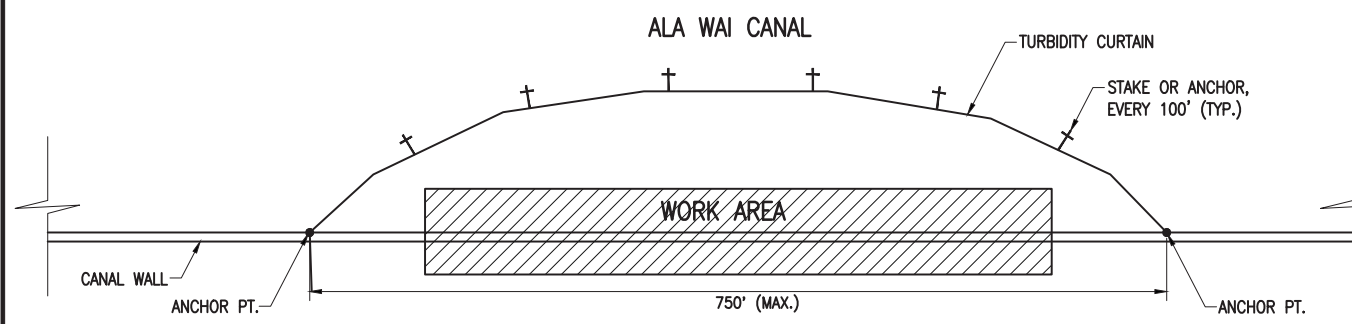 ALA WAI CANAL
TURBIDITY CURTAIN
STAKE OR ANCHOR,
EVERY 100' (TYP.)
WORK AREA
CANAL WALL
ANCHOR PT.
750' (MAX.)
ANCHOR PT.